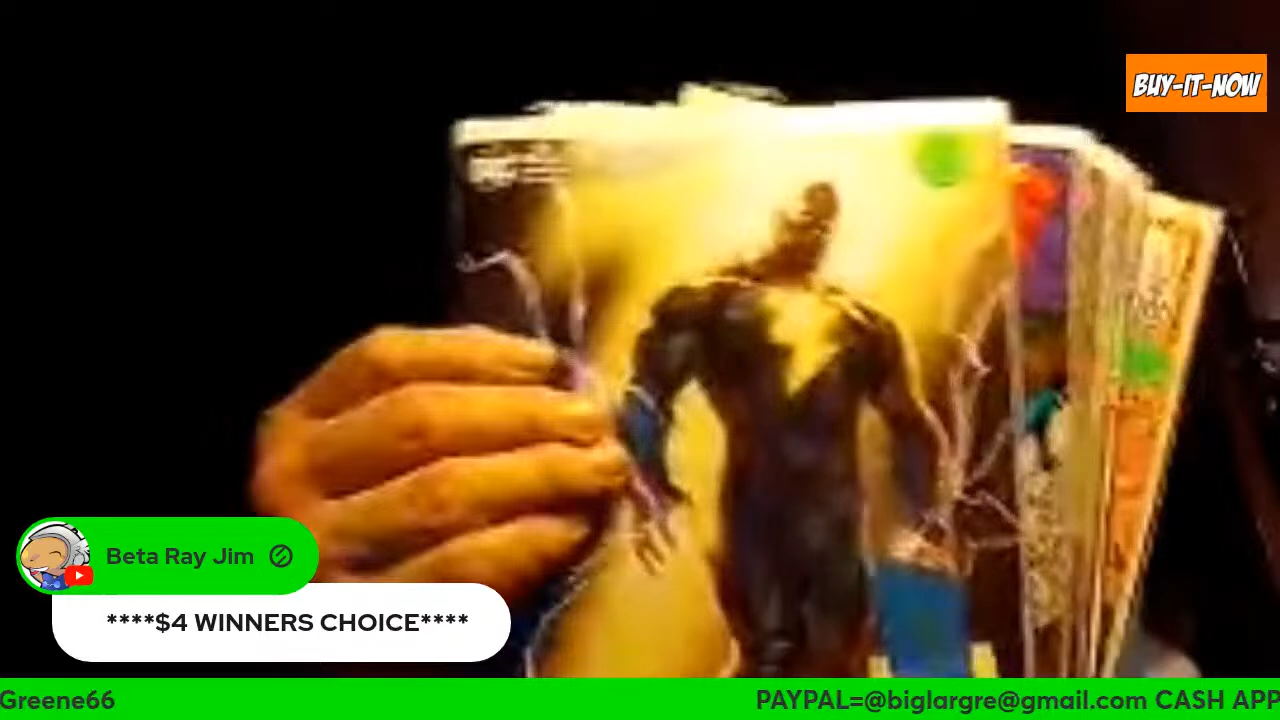 BUY-IT-NOW
Beta Ray Jim
****$4 WINNERS CHOICE****
Greene66
PAYPAL=@biglargre@gmail.com CASH APP